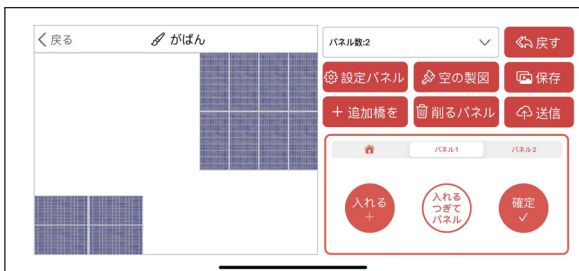 戻る
がばん
パネル数:2
戻す
設定パネル
空の製図
保存
+ 追加橋を
削るパネル
送信
パネル1
パネル2
入れる
+
入れる
つぎて
パネル
確定